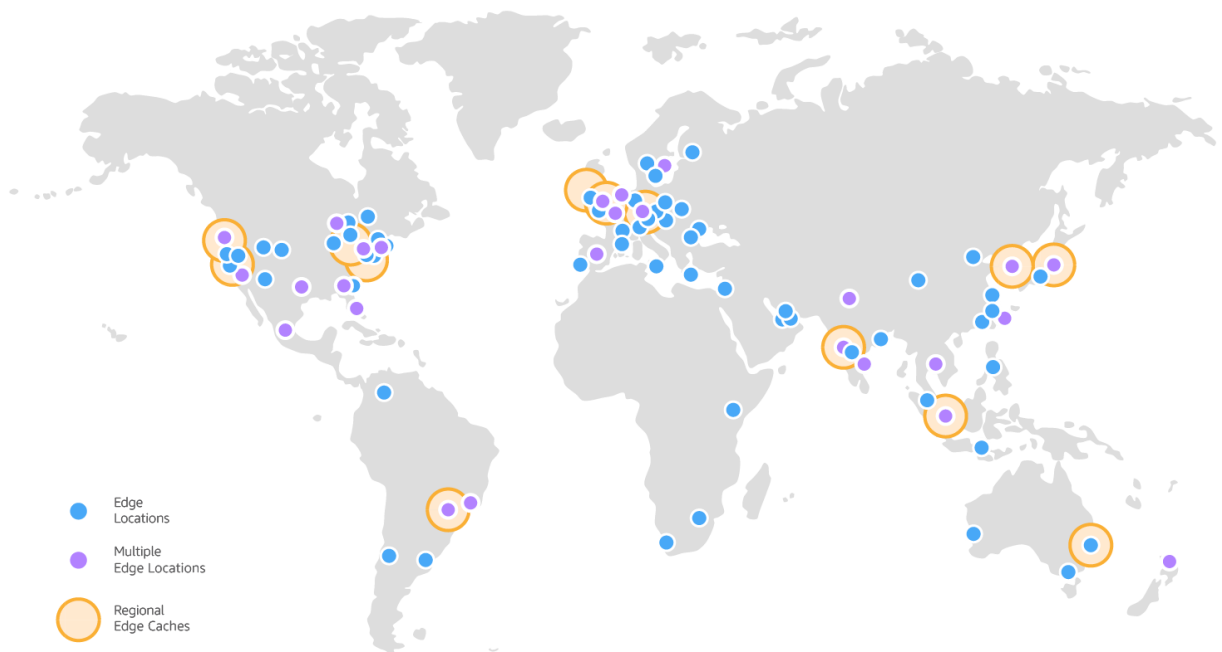 Edge
Locations
Multiple
Edge Locations
Regional
Edge Caches